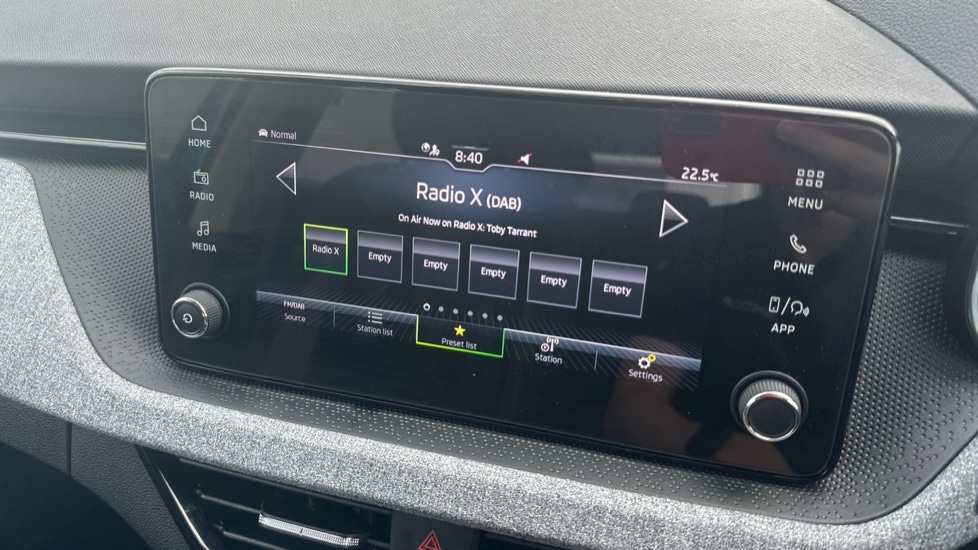 HOME
RADIO
MEDIA
Normal
8:40
22.5°C
Radio X (DAB)
On Air Now on Radio X: Toby Tarrant
Radio X
Empty
Empty
Empty
Empty
Empty
FM/DAB
Source
Station list
Preset list
Station
Settings
MENU
PHONE
APP